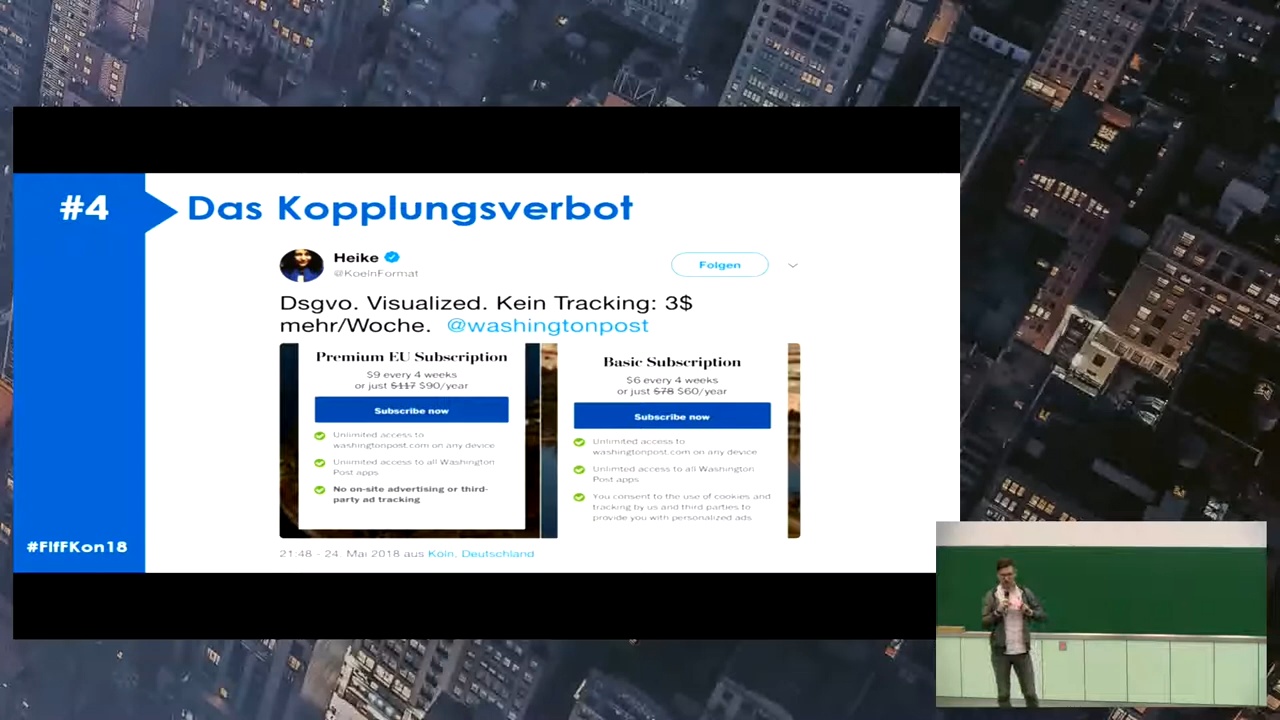 #4
Das Kopplungsverbot
Heike
@KoeinFormat
Folgen
Dsgvo. Visualized. Kein Tracking: 3$
mehr/Woche. @washingtonpost
Premium EU Subscription
$9 every 4 weeks
or just $117 $90/year
Subscribe now
Unlimited access to
washingtonpost.com on any device
Unlimited access to all Washington
Post apps
No on-site advertising or third-
party ad tracking
Basic Subscription
$6 every 4 weeks
or just $78 $60/year
Subscribe now
Unlimited access to
washingtonpost.com on any device
Unlimited access to all Washington
Post apps
You consent to the use of cookies and
tracking by us and third parties to
provide you with personalized ads
21:48 - 24. Mai 2018 aus Köln, Deutschland
#FIfFKon18